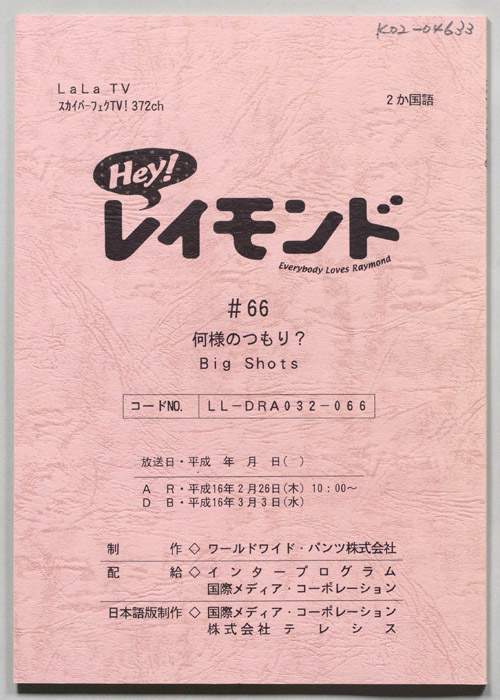 K02-04633
LaLa TV
スカイパーフェクTV! 372ch
2か国語
Hey!
レイモンド
Everybody Loves Raymond
#66
何様のつもり？
Big Shots
コードNO. LL-DRA032-066
放送日・平成　年　月　日(　)
A R・平成16年2月26日(木) 10:00～
D B・平成16年3月3日(水)
制　作◇ワールドワイド・パンツ株式会社
配　給◇インタープログラム
国際メディア・コーポレーション
日本語版制作◇国際メディア・コーポレーション
株式会社テレシス